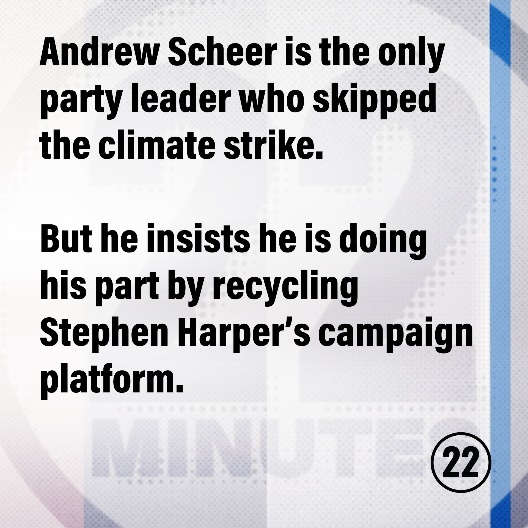 Andrew Scheer is the only
party leader who skipped
the climate strike.
But he insists he is doing
his part by recycling
Stephen Harper's campaign
platform.
22
MINUTES
22